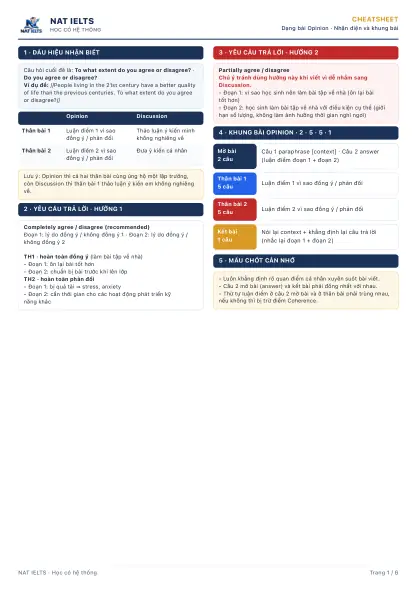 NAT IELTS
HỌC CÓ HỆ THỐNG
CHEATSHEET
Dạng bài Opinion - Nhận diện và khung bài
1 · DẤU HIỆU NHẬN BIẾT
Câu hỏi cuối đề là: To what extent do you agree or disagree? ·
Do you agree or disagree?
Ví dụ đề: //People living in the 21st century have a better quality
of life than the previous centuries. To what extent do you agree
or disagree?//
Opinion Discussion
Thân bài 1 Luận điểm 1 vì sao đồng ý / phản đối Thảo luận ý kiến mình không nghiêng về
Thân bài 2 Luận điểm 2 vì sao đồng ý / phản đối Đưa ý kiến cá nhân
Lưu ý: Opinion thì cả hai thân bài cùng ủng hộ một lập trường,
còn Discussion thì thân bài 1 thảo luận ý kiến em không nghiêng
về.
2 · YÊU CẦU TRẢ LỜI · HƯỚNG 1
Completely agree / disagree (recommended)
Đoạn 1: lý do đồng ý / không đồng ý 1 · Đoạn 2: lý do đồng ý /
không đồng ý 2
TH1 · hoàn toàn đồng ý (làm bài tập về nhà)
- Đoạn 1: ôn lại bài tốt hơn
- Đoạn 2: chuẩn bị bài trước khi lên lớp
TH2 · hoàn toàn phản đối
- Đoạn 1: bị quá tải → stress, anxiety
- Đoạn 2: cần thời gian cho các hoạt động phát triển kỹ
năng khác
3 · YÊU CẦU TRẢ LỜI · HƯỚNG 2
Partially agree / disagree
Chú ý tránh dùng hướng này khi viết vì dễ nhầm sang
Discussion.
- Đoạn 1: vì sao học sinh nên làm bài tập về nhà (ôn lại bài
tốt hơn)
- Đoạn 2: học sinh làm bài tập về nhà với điều kiện cụ thể (giới
hạn số lượng, không làm ảnh hưởng thời gian nghỉ ngơi)
4 · KHUNG BÀI OPINION · 2 · 5 · 5 · 1
Mở bài
2 câu
Câu 1 paraphrase (context) · Câu 2 answer
(luận điểm đoạn 1 + đoạn 2)
Thân bài 1
5 câu
Luận điểm 1 vì sao đồng ý / phản đối
Thân bài 2
5 câu
Luận điểm 2 vì sao đồng ý / phản đối
Kết bài
1 câu
Nói lại context + khẳng định lại câu trả lời
(nhắc lại đoạn 1 + đoạn 2)
5 · MẤU CHỐT CẦN NHỚ
- Luôn khẳng định rõ quan điểm cá nhân xuyên suốt bài viết.
- Câu 2 mở bài (answer) và kết bài phải đồng nhất với nhau.
- Thứ tự luận điểm ở câu 2 mở bài và ở thân bài phải trùng nhau,
nếu không thì bị trừ điểm Coherence.
NAT IELTS · Học có hệ thống
Trang 1 / 6